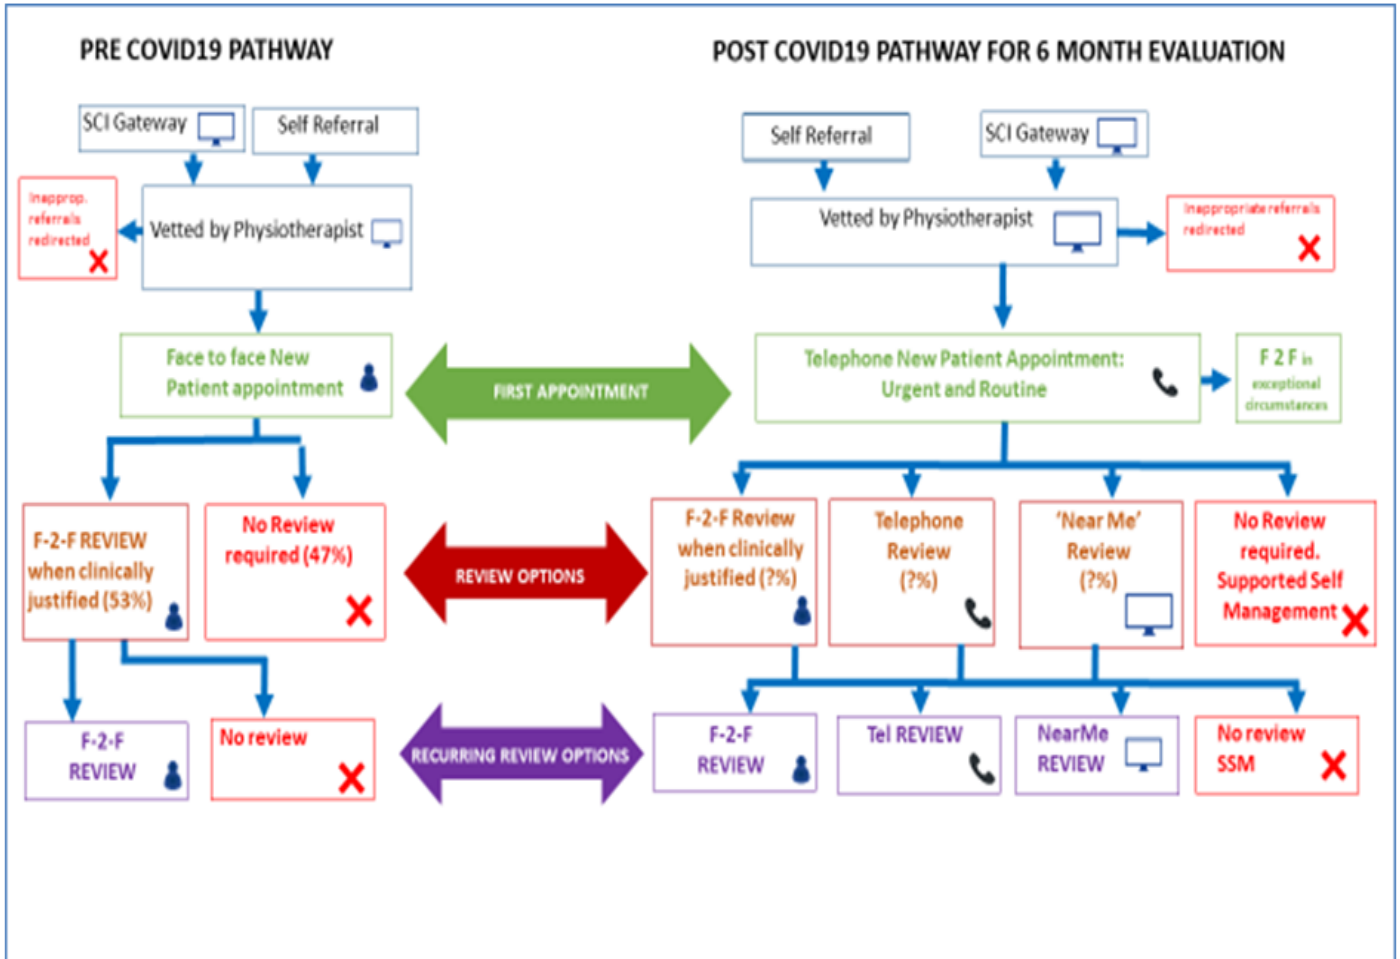 PRE COVID19 PATHWAY
POST COVID19 PATHWAY FOR 6 MONTH EVALUATION
SCI Gateway
Self Referral
Inapprop.
referrals
redirected
Vetted by Physiotherapist
Face to face New
Patient appointment
F-2-F REVIEW
when clinically
justified (53%)
No Review
required (47%)
F-2-F
REVIEW
No review
FIRST APPOINTMENT
REVIEW OPTIONS
RECURRING REVIEW OPTIONS
Self Referral
SCI Gateway
Vetted by Physiotherapist
Inappropriate referrals
redirected
Telephone New Patient Appointment:
Urgent and Routine
F 2 F in
exceptional
circumstances
F-2-F Review
when clinically
justified (?%)
Telephone
Review
(?%)
'Near Me'
Review
(?%)
No Review
required.
Supported Self
Management
F-2-F
REVIEW
Tel REVIEW
NearMe
REVIEW
No review
SSM